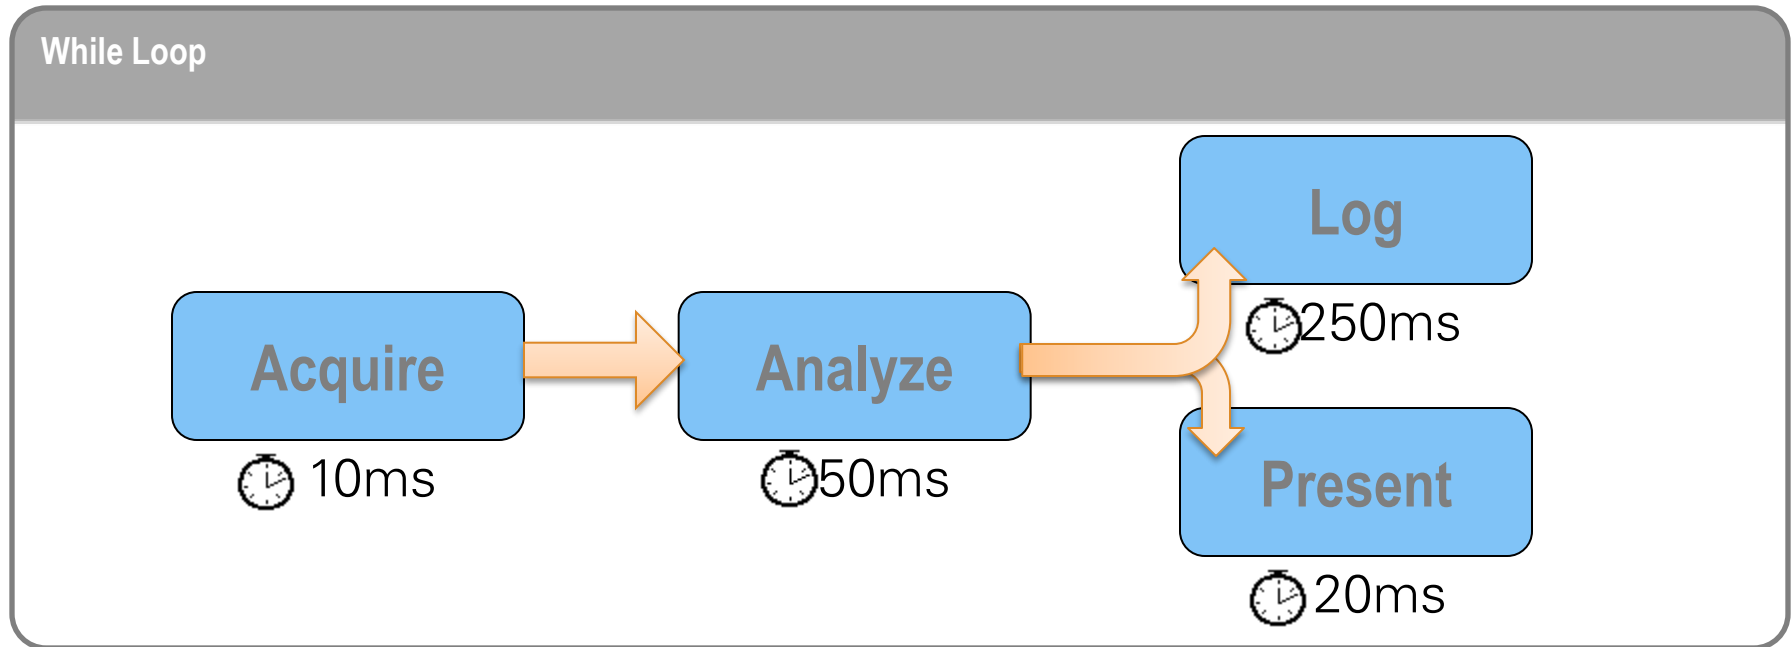 While Loop
Log
250ms
Acquire
Analyze
10ms
50ms
Present
20ms